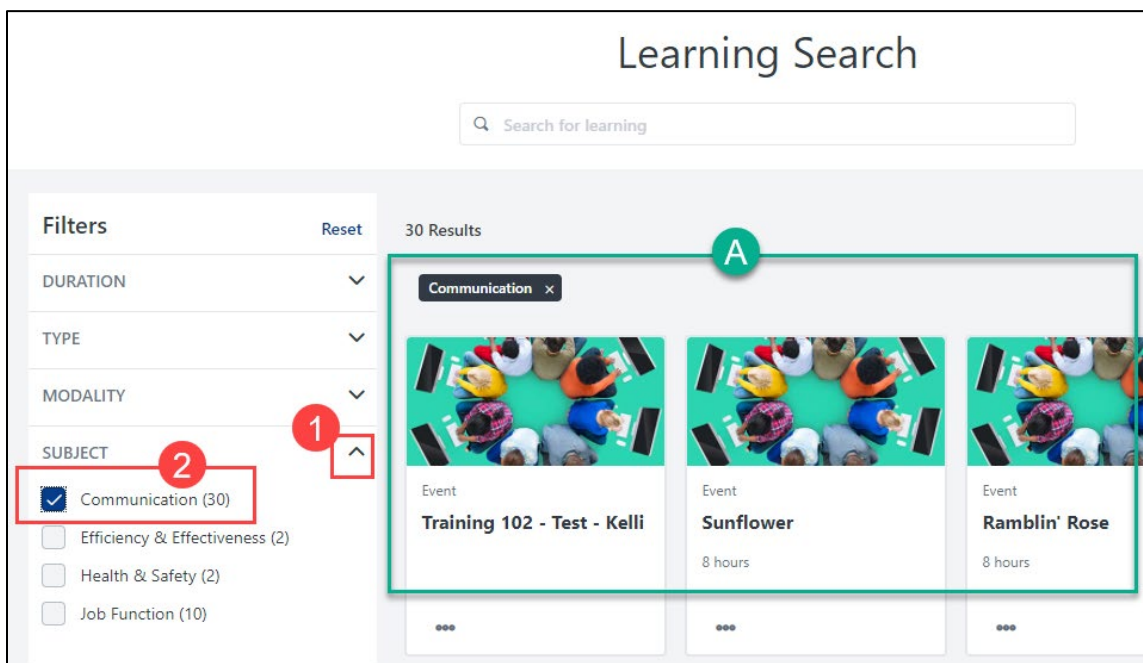 Learning Search
Search for learning
Filters
Reset
DURATION
TYPE
MODALITY
1
SUBJECT
2
Communication (30)
Efficiency & Effectiveness (2)
Health & Safety (2)
Job Function (10)
30 Results
A
Communication ×
Event
Training 102 - Test - Kelli
Event
Sunflower
8 hours
Event
Ramblin' Rose
8 hours